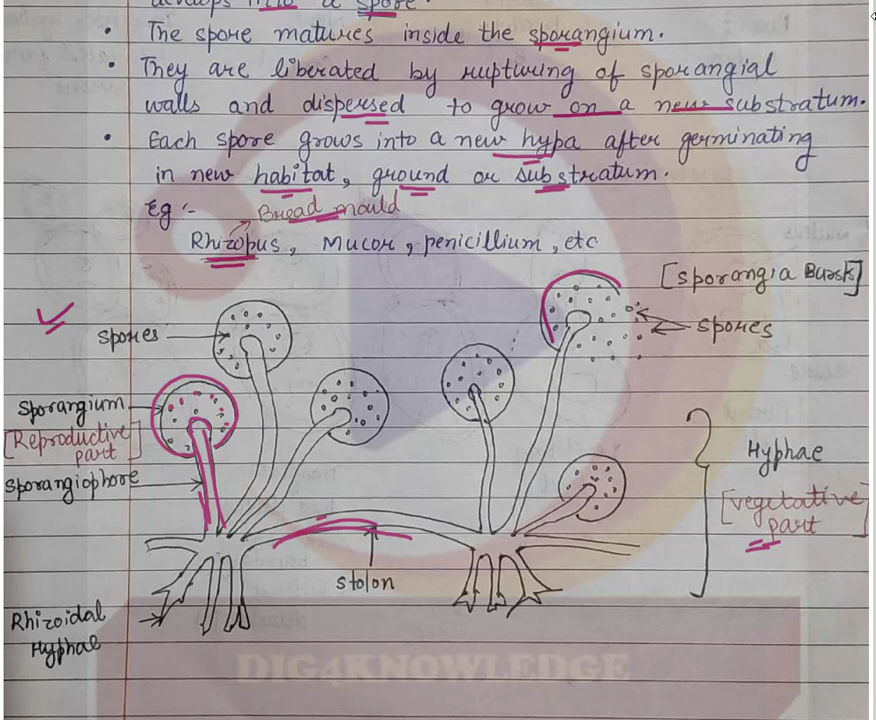 develops into a spore.
• The spore matures inside the sporangium.
• They are liberated by rupturing of sporangial
walls and dispersed to grow on a new substratum.
• Each spore grows into a new hypa after germinating
in new habitat, ground or substratum.
Eg :- Bread mould
Rhizopus, Mucor, penicillium, etc
[sporangia Burst]
spores
spores
sporangium
[Reproductive
part]
sporangiophore
Hyphae
[vegetative
part]
stolon
Rhizoidal
Hyphae
DIG4KNOWLEDGE